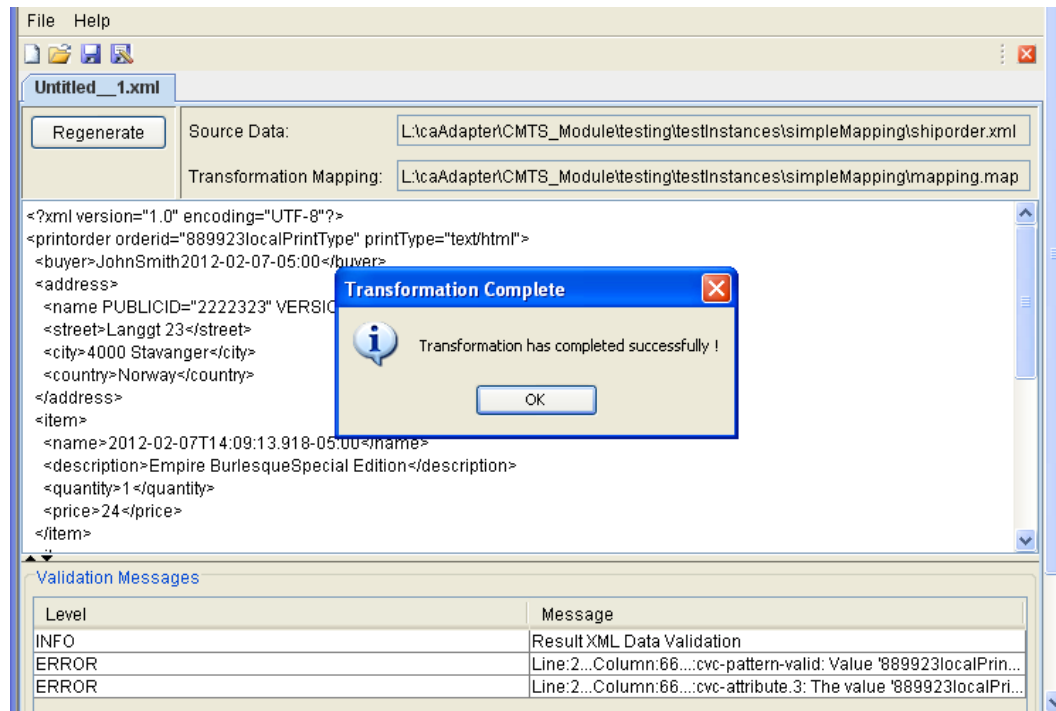 File Help
Untitled__1.xml
Regenerate
Source Data:
L:\caAdapter\CMTS_Module\testing\testInstances\simpleMapping\shiporder.xml
Transformation Mapping:
L:\caAdapter\CMTS_Module\testing\testInstances\simpleMapping\mapping.map
<?xml version="1.0" encoding="UTF-8"?>
<printorder orderid="889923localPrintType" printType="text/html">
<buyer>JohnSmith2012-02-07-05:00</buyer>
<address>
<name PUBLICID="2222323" VERSIO
<street>Langgt 23</street>
<city>4000 Stavanger</city>
<country>Norway</country>
</address>
<item>
<name>2012-02-07T14:09:13.918-05:00</name>
<description>Empire BurlesqueSpecial Edition</description>
<quantity>1</quantity>
<price>24</price>
</item>
Transformation Complete
Transformation has completed successfully !
OK
Validation Messages
Level Message
INFO Result XML Data Validation
ERROR Line:2...Column:66...:cvc-pattern-valid: Value '889923localPrin...
ERROR Line:2...Column:66...:cvc-attribute.3: The value '889923localPri...